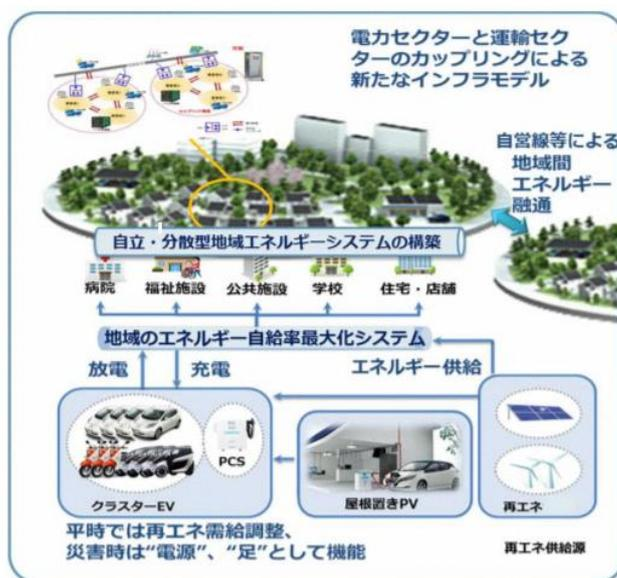 電力セクターと運輸セク
ターのカップリングによる
新たなインフラモデル
自営線等による
地域間
エネルギー
融通
自立・分散型地域エネルギーシステムの構築
病院
福祉施設
公共施設
学校
住宅・店舗
地域のエネルギー自給率最大化システム
放電
充電
エネルギー供給
PCS
クラスターEV
屋根置きPV
再エネ
平時では再エネ需給調整、
災害時は“電源”、“足”として機能
再エネ供給源